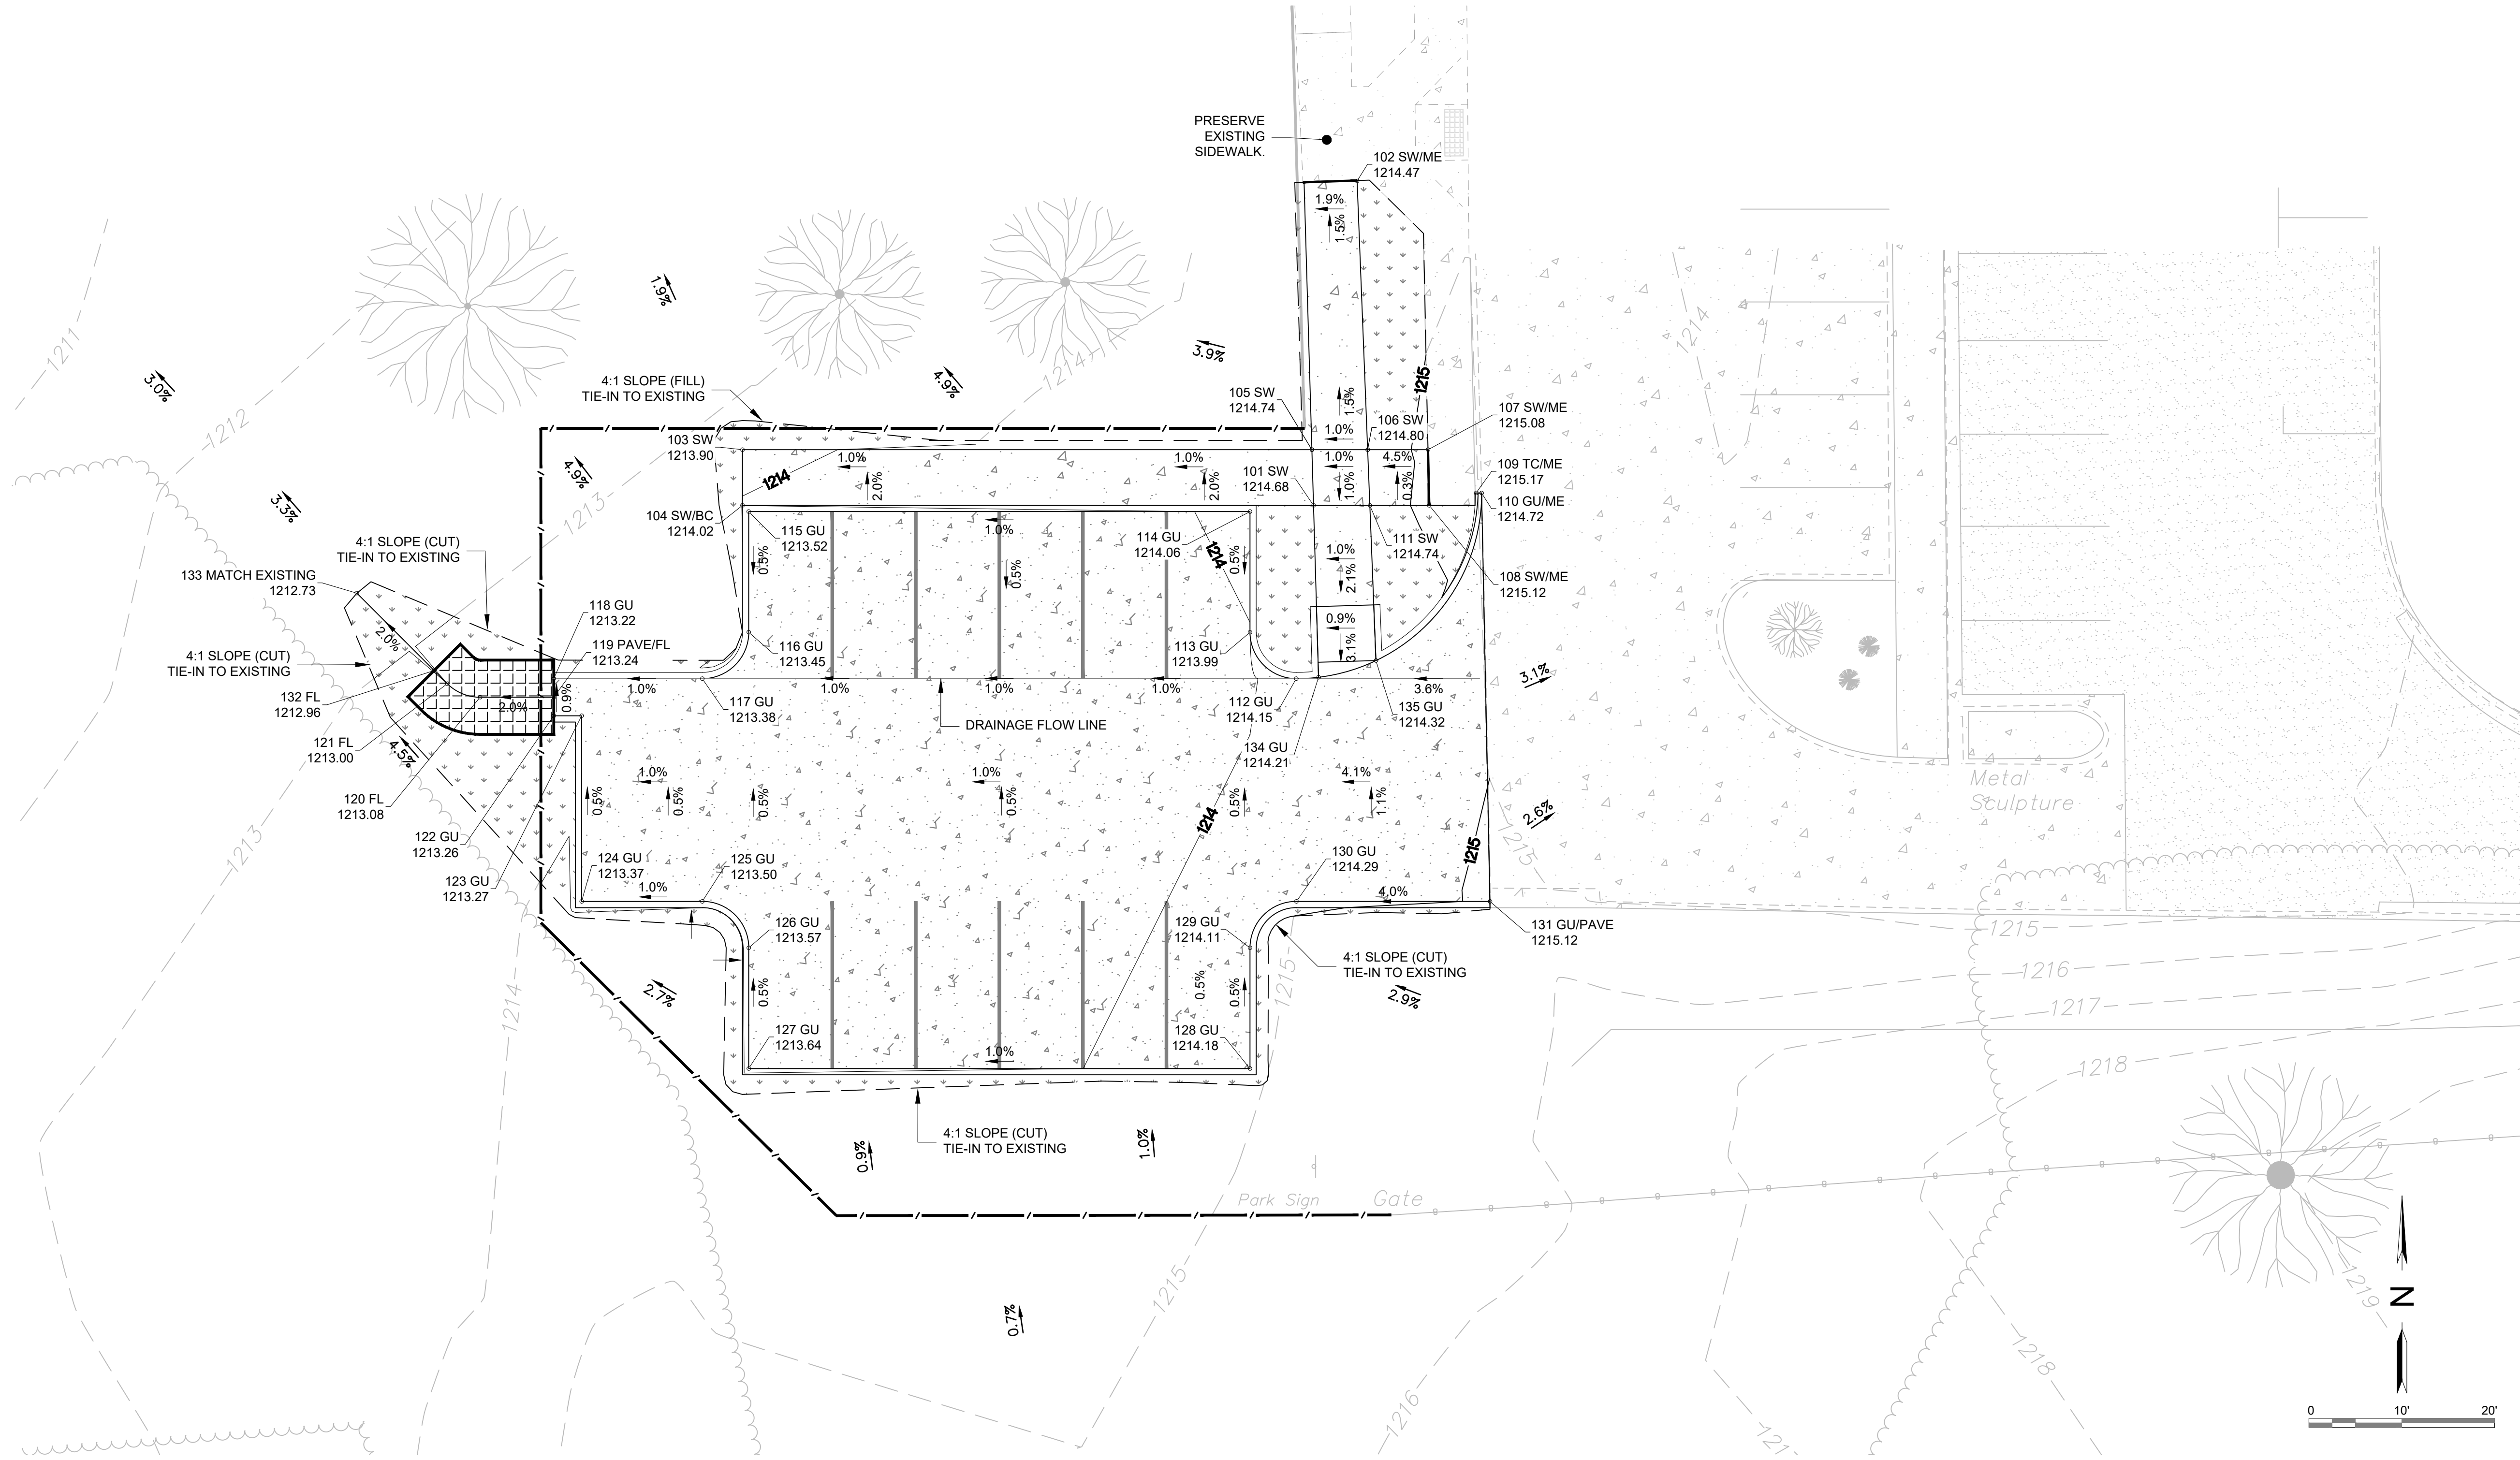 PRESERVE
EXISTING
SIDEWALK.
102 SW/ME
1214.47
1.9%
1.5%
1211
1.9%
3.9%
1214
1214
3.0%
4.9%
4:1 SLOPE (FILL)
TIE-IN TO EXISTING
105 SW
1214.74
1.5%
1215
107 SW/ME
1215.08
1212
103 SW
1213.90
1.0%
106 SW
1214.80
4.9%
1.0%
1.0%
1.0%
4.5%
1214
2.0%
2.0%
101 SW
1214.68
1.0%
0.3%
109 TC/ME
1215.17
110 GU/ME
1214.72
3.3%
1213
104 SW/BC
1214.02
115 GU
1213.52
1.0%
114 GU
1214.06
1214
111 SW
1214.74
4:1 SLOPE (CUT)
TIE-IN TO EXISTING
0.5%
0.5%
0.5%
1.0%
2.1%
133 MATCH EXISTING
1212.73
108 SW/ME
1215.12
118 GU
1213.22
119 PAVE/FL
1213.24
0.9%
3.1%
2.0%
116 GU
1213.45
113 GU
1213.99
4:1 SLOPE (CUT)
TIE-IN TO EXISTING
132 FL
1212.96
2.0%
0.9%
1.0%
1.0%
1.0%
1.0%
3.6%
3.1%
117 GU
1213.38
112 GU
1214.15
135 GU
1214.32
DRAINAGE FLOW LINE
121 FL
1213.00
4.5%
134 GU
1214.21
1.0%
1.0%
4.1%
Metal
Sculpture
120 FL
1213.08
0.5%
0.5%
0.5%
0.5%
0.5%
1.1%
2.6%
1214
1213
122 GU
1213.26
1215
1215
123 GU
1213.27
124 GU
1213.37
125 GU
1213.50
130 GU
1214.29
1.0%
4.0%
126 GU
1213.57
129 GU
1214.11
131 GU/PAVE
1215.12
1215
4:1 SLOPE (CUT)
TIE-IN TO EXISTING
1216
2.7%
0.5%
0.5%
0.5%
1215
2.9%
1214
1217
127 GU
1213.64
128 GU
1214.18
1.0%
1218
4:1 SLOPE (CUT)
TIE-IN TO EXISTING
0.9%
1.0%
Park Sign
Gate
1215
1219
N
0.7%
1218
1216
0 10' 20'